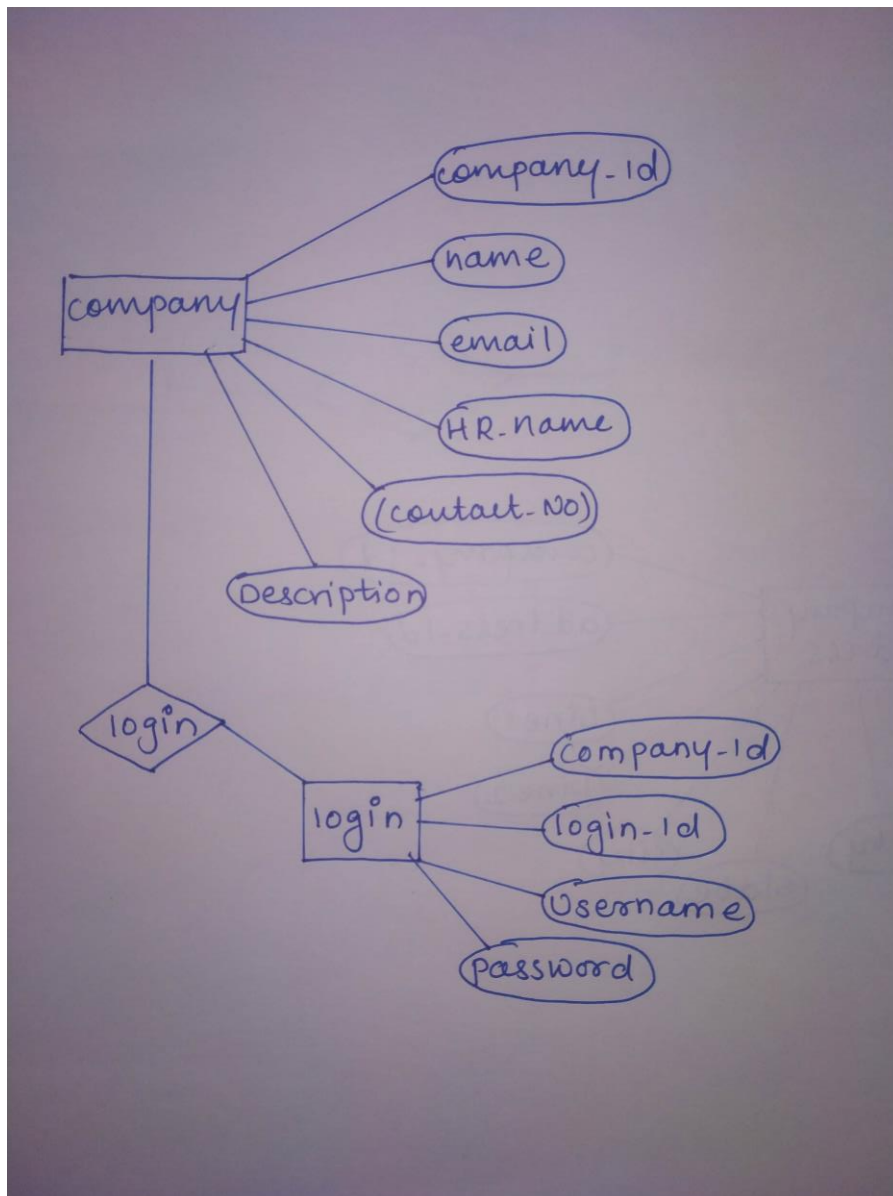 company-id
name
company
email
HR-name
(contact-No)
Description
login
company-id
login
login-id
Username
password